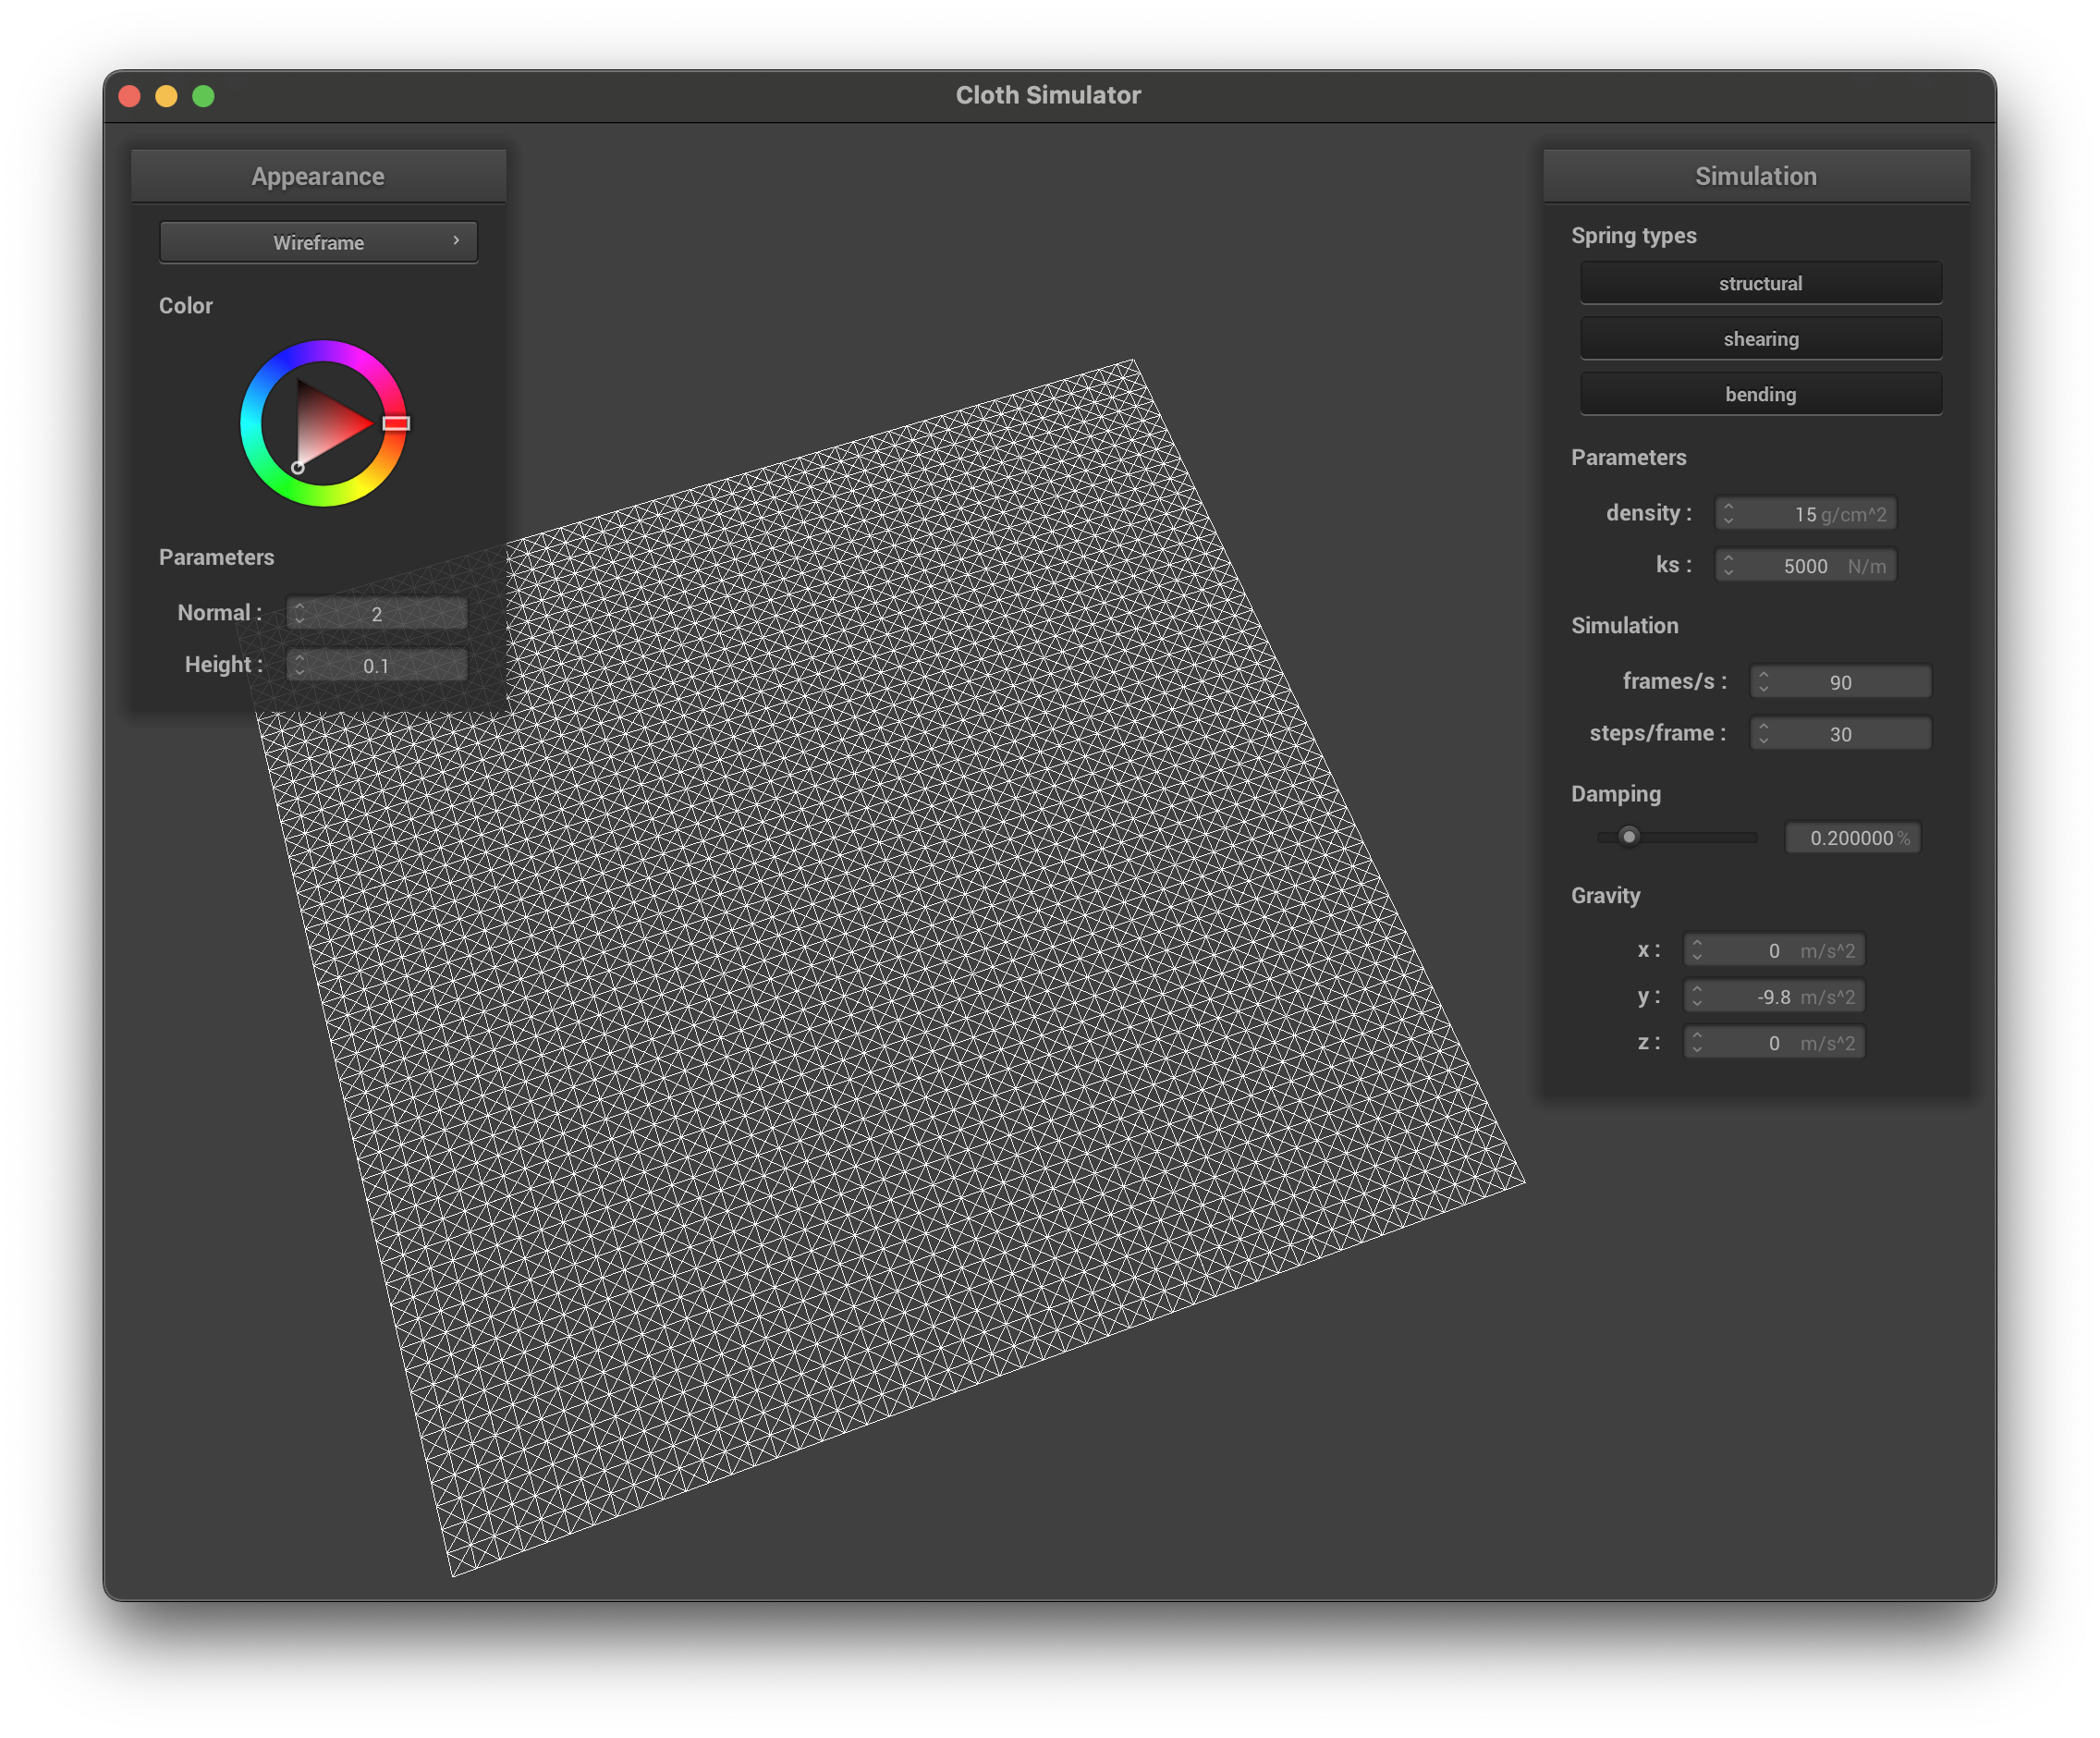 Cloth Simulator
Appearance
Wireframe
Color
Parameters
Normal : 2
Height : 0.1
Simulation
Spring types
structural
shearing
bending
Parameters
density : 15 g/cm^2
ks : 5000 N/m
Simulation
frames/s : 90
steps/frame : 30
Damping
0.200000 %
Gravity
x : 0 m/s^2
y : -9.8 m/s^2
z : 0 m/s^2